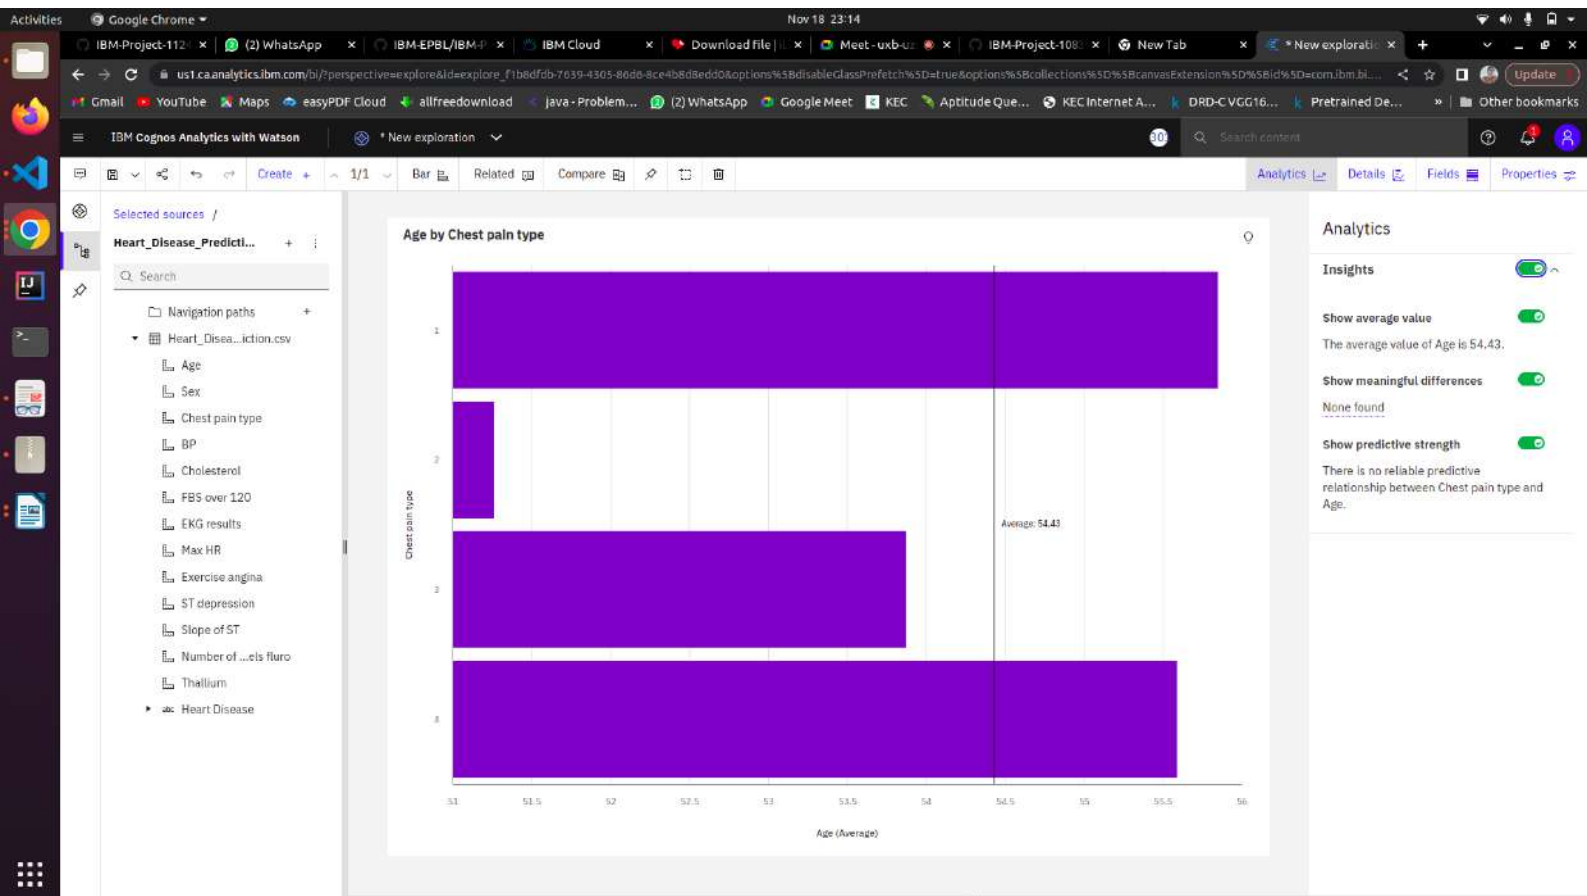 Activities
Google Chrome
Nov 18 23:14
IBM-Project-112
(2) WhatsApp
IBM-EPBL/IBM-P
IBM Cloud
Download file |
Meet - uxb-uz
IBM-Project-108
New Tab
* New exploratio
us1.ca.analytics.ibm.com/bi/?perspective=explore&id=explore_f1b8dfdb-7639-4305-86d6-8ce4b8d8edd0&options%5BdisableGlassPrefetch%5D=true&options%5Bcollections%5D%5BcanvasExtension%5D%5Bid%5D=com.ibm.bi....
Update
Gmail
YouTube
Maps
easyPDF Cloud
allfreedownload
java - Problem...
(2) WhatsApp
Google Meet
KEC
Aptitude Que...
KEC Internet A...
DRD-C VGG16...
Pretrained De...
»
Other bookmarks
IBM Cognos Analytics with Watson
* New exploration
Search content
1
Create +
1/1
Bar
Related
Compare
Analytics
Details
Fields
Properties
Selected sources /
Heart_Disease_Predicti...
Search
Navigation paths
Heart_Disea...iction.csv
Age
Sex
Chest pain type
BP
Cholesterol
FBS over 120
EKG results
Max HR
Exercise angina
ST depression
Slope of ST
Number of ...els fluro
Thallium
abc Heart Disease
Age by Chest pain type
Chest pain type
1
2
3
Average: 54.43
51
51.5
52
52.5
53
53.5
54
54.5
55
55.5
56
Age (Average)
Analytics
Insights
Show average value
The average value of Age is 54.43.
Show meaningful differences
None found
Show predictive strength
There is no reliable predictive
relationship between Chest pain type and
Age.